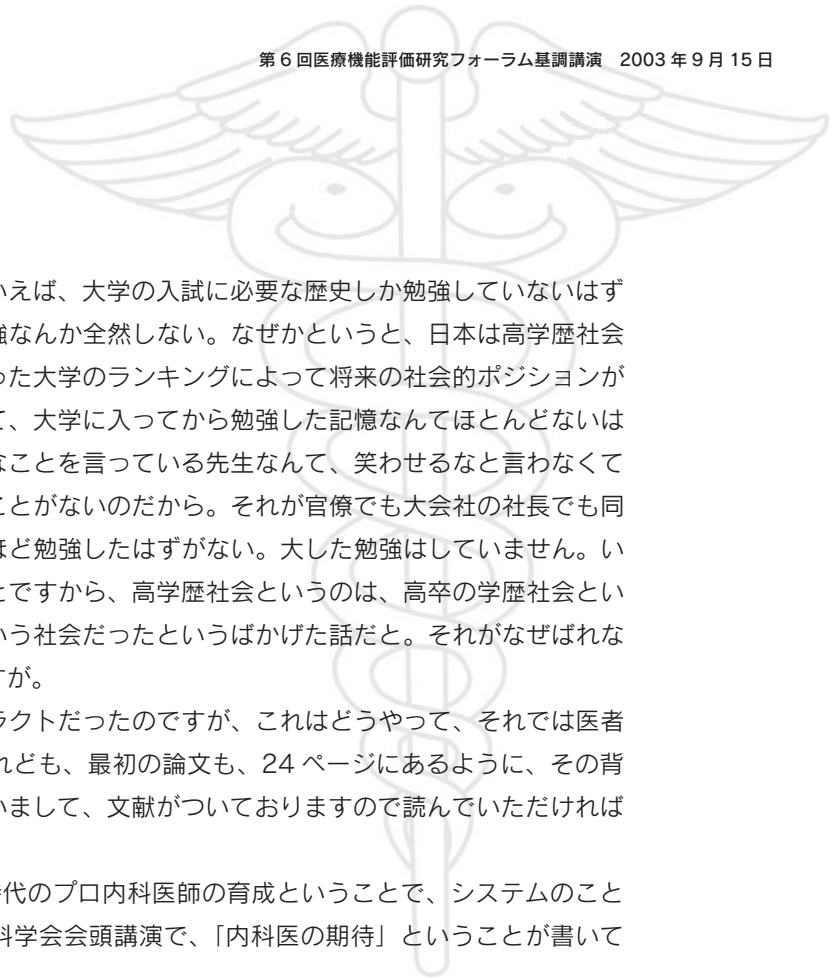 第6回医療機能評価研究フォーラム基調講演　2003年9月15日
いえば、大学の入試に必要な歴史しか勉強していないはず
強なんか全然しない。なぜかというと、日本は高学歴社会
った大学のランキングによって将来の社会的ポジションが
て、大学に入ってから勉強した記憶なんてほとんどないは
なことを言っている先生なんて、笑わせるなと言わなくて
ことがないのだから。それが官僚でも大会社の社長でも同
ほど勉強したはずがない。大した勉強はしていません。い
とですから、高学歴社会というのは、高卒の学歴社会とい
いう社会だったというばかげた話だと。それがなぜばれな
すが。
ラクトだったのですが、これはどうやって、それでは医者
れども、最初の論文も、24ページにあるように、その背
いまして、文献がついておりますので読んでいただければ
時代のプロ内科医師の育成ということで、システムのこと
科学会会頭講演で、「内科医の期待」ということが書いて